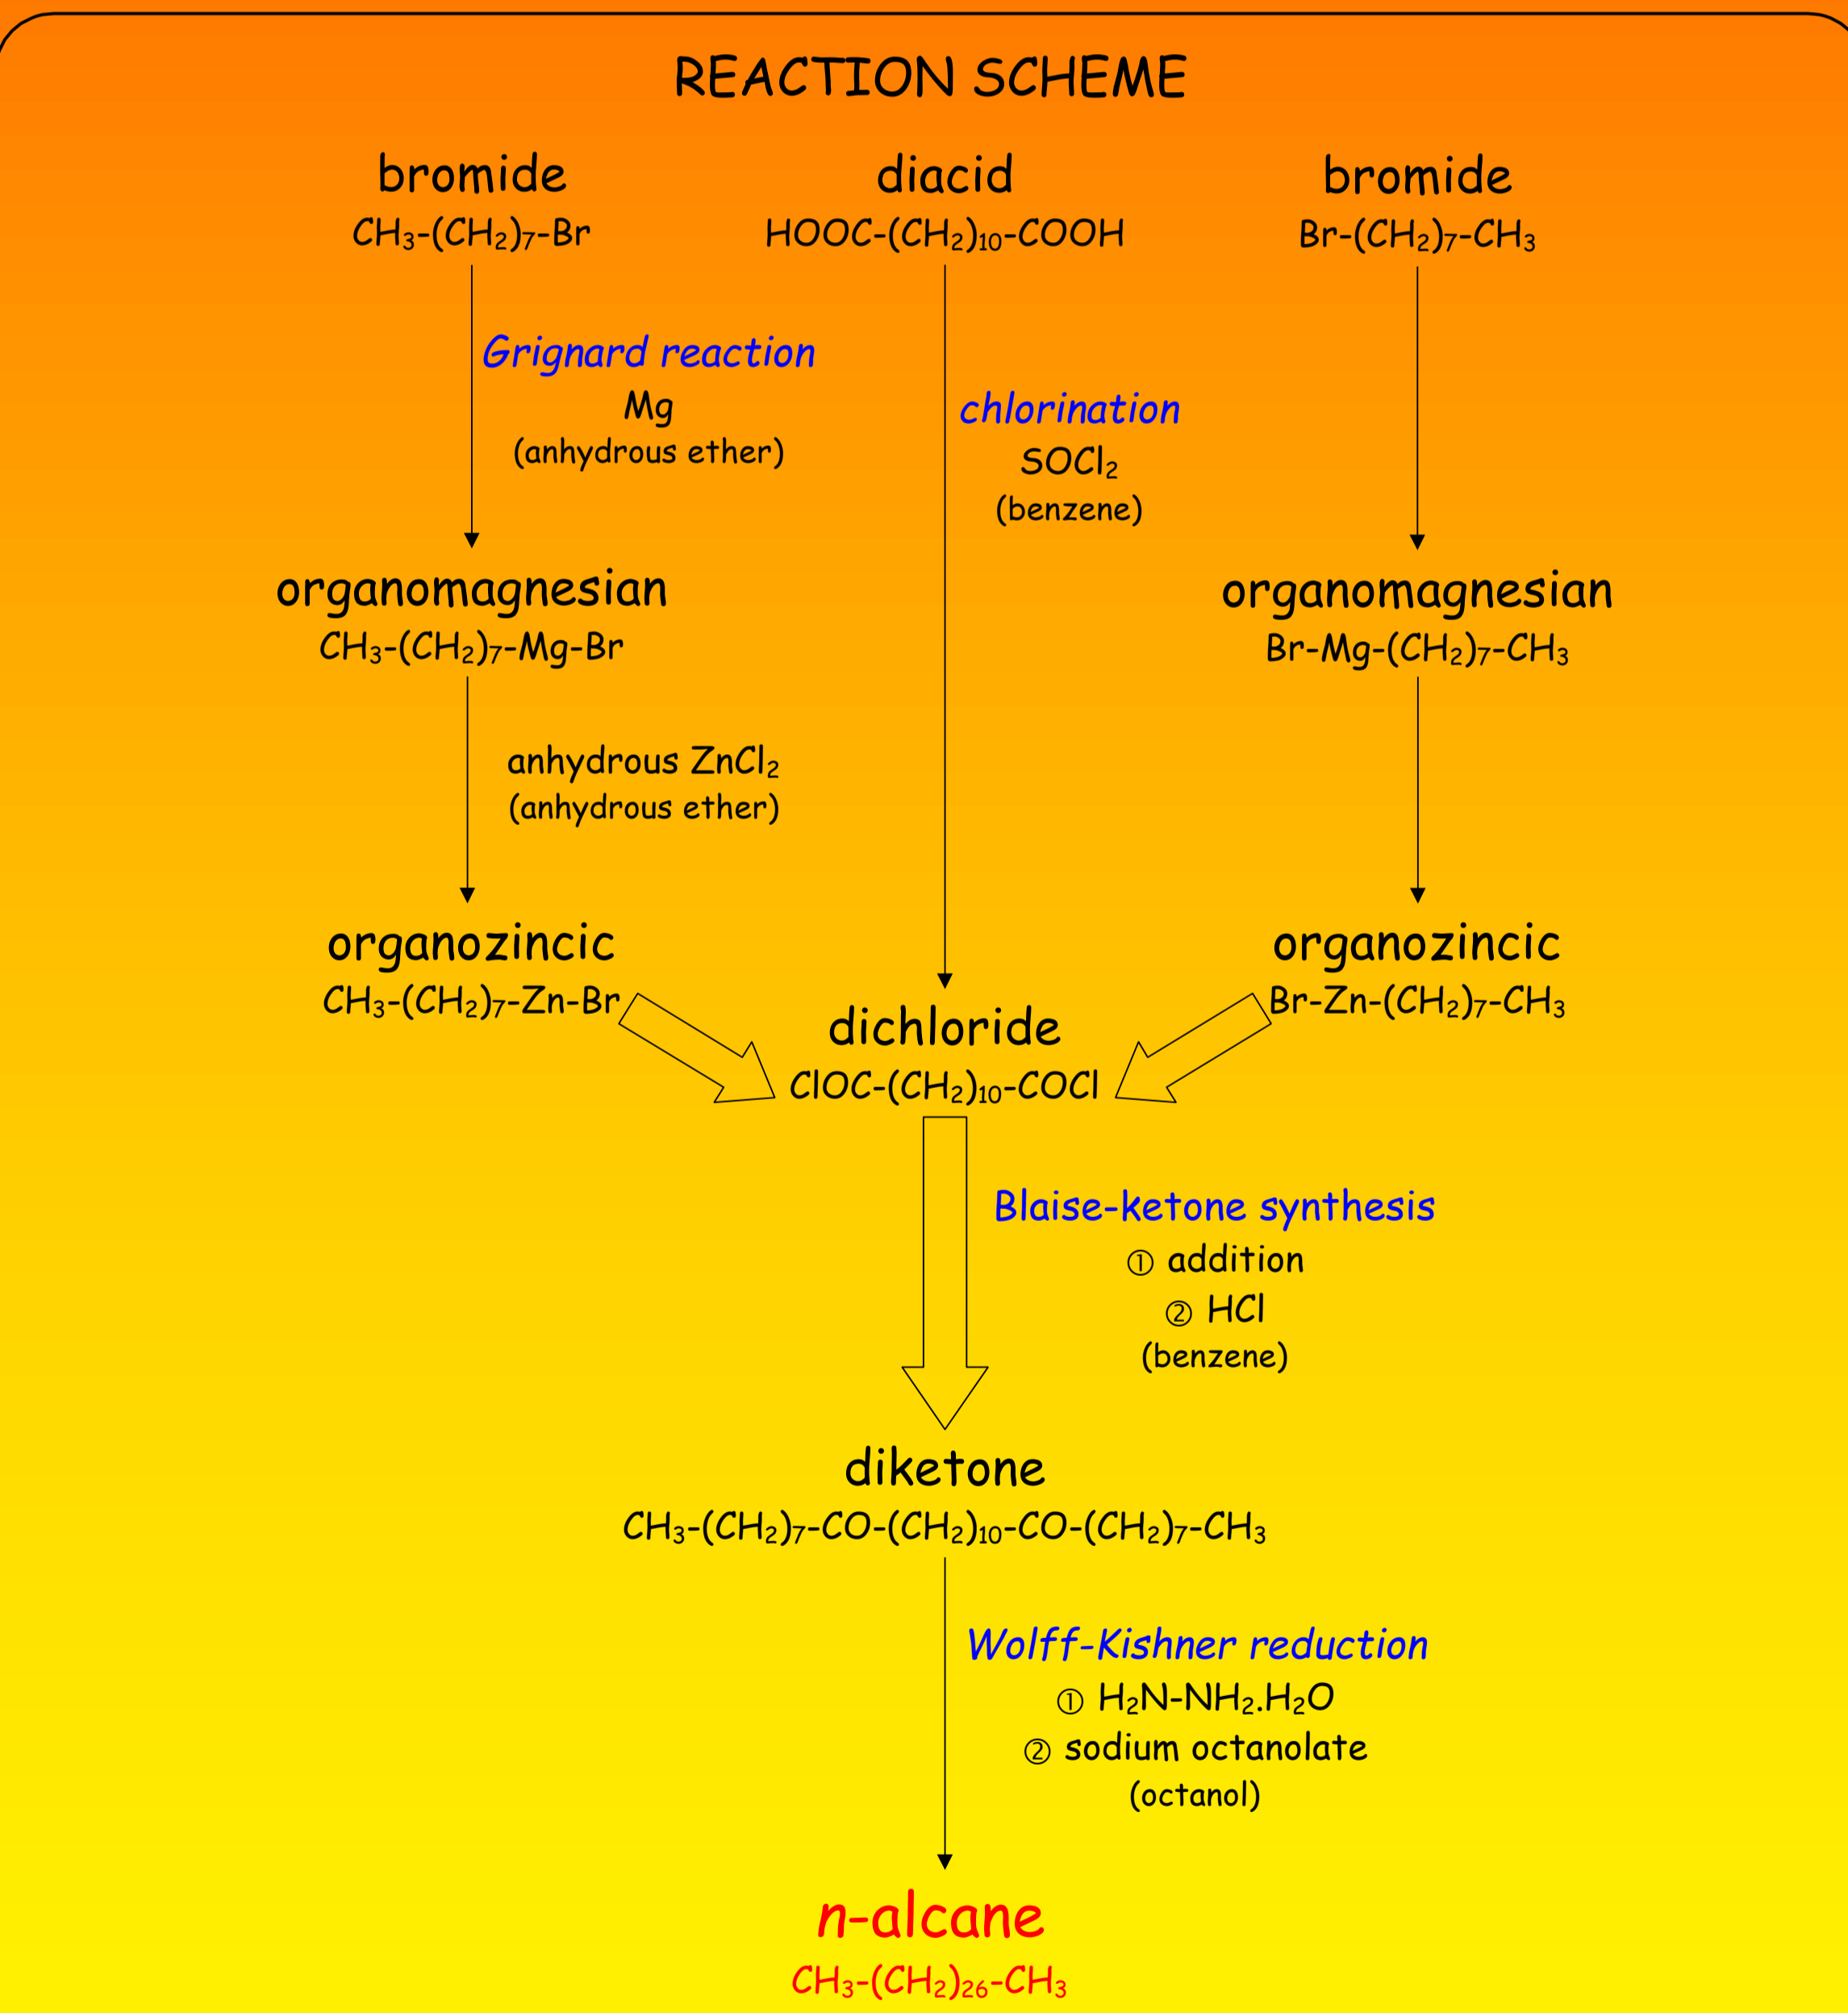 REACTION SCHEME
bromide
CH₃-(CH₂)₇-Br
diacid
HOOC-(CH₂)₁₀-COOH
bromide
Br-(CH₂)₇-CH₃
Grignard reaction
Mg
(anhydrous ether)
chlorination
SOCl₂
(benzene)
organomagnesian
CH₃-(CH₂)₇-Mg-Br
organomagnesian
Br-Mg-(CH₂)₇-CH₃
anhydrous ZnCl₂
(anhydrous ether)
organozincic
CH₃-(CH₂)₇-Zn-Br
organozincic
Br-Zn-(CH₂)₇-CH₃
dichloride
ClOC-(CH₂)₁₀-COCl
Blaise-ketone synthesis
① addition
② HCl
(benzene)
diketone
CH₃-(CH₂)₇-CO-(CH₂)₁₀-CO-(CH₂)₇-CH₃
Wolff-Kishner reduction
① H₂N-NH₂.H₂O
② sodium octanolate
(octanol)
n-alcane
CH₃-(CH₂)₂₆-CH₃